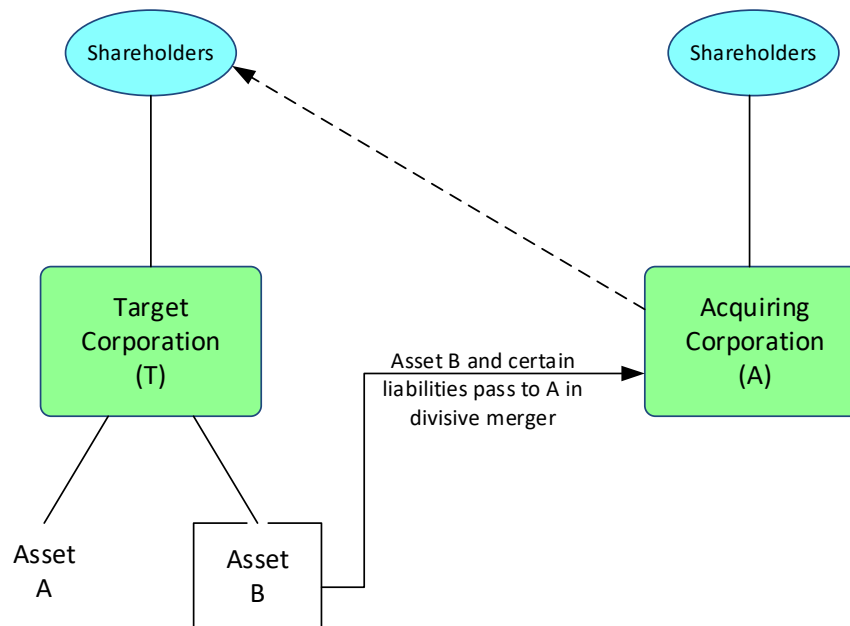 Shareholders
Shareholders
Target
Corporation
(T)
Acquiring
Corporation
(A)
Asset B and certain
liabilities pass to A in
divisive merger
Asset
A
Asset
B